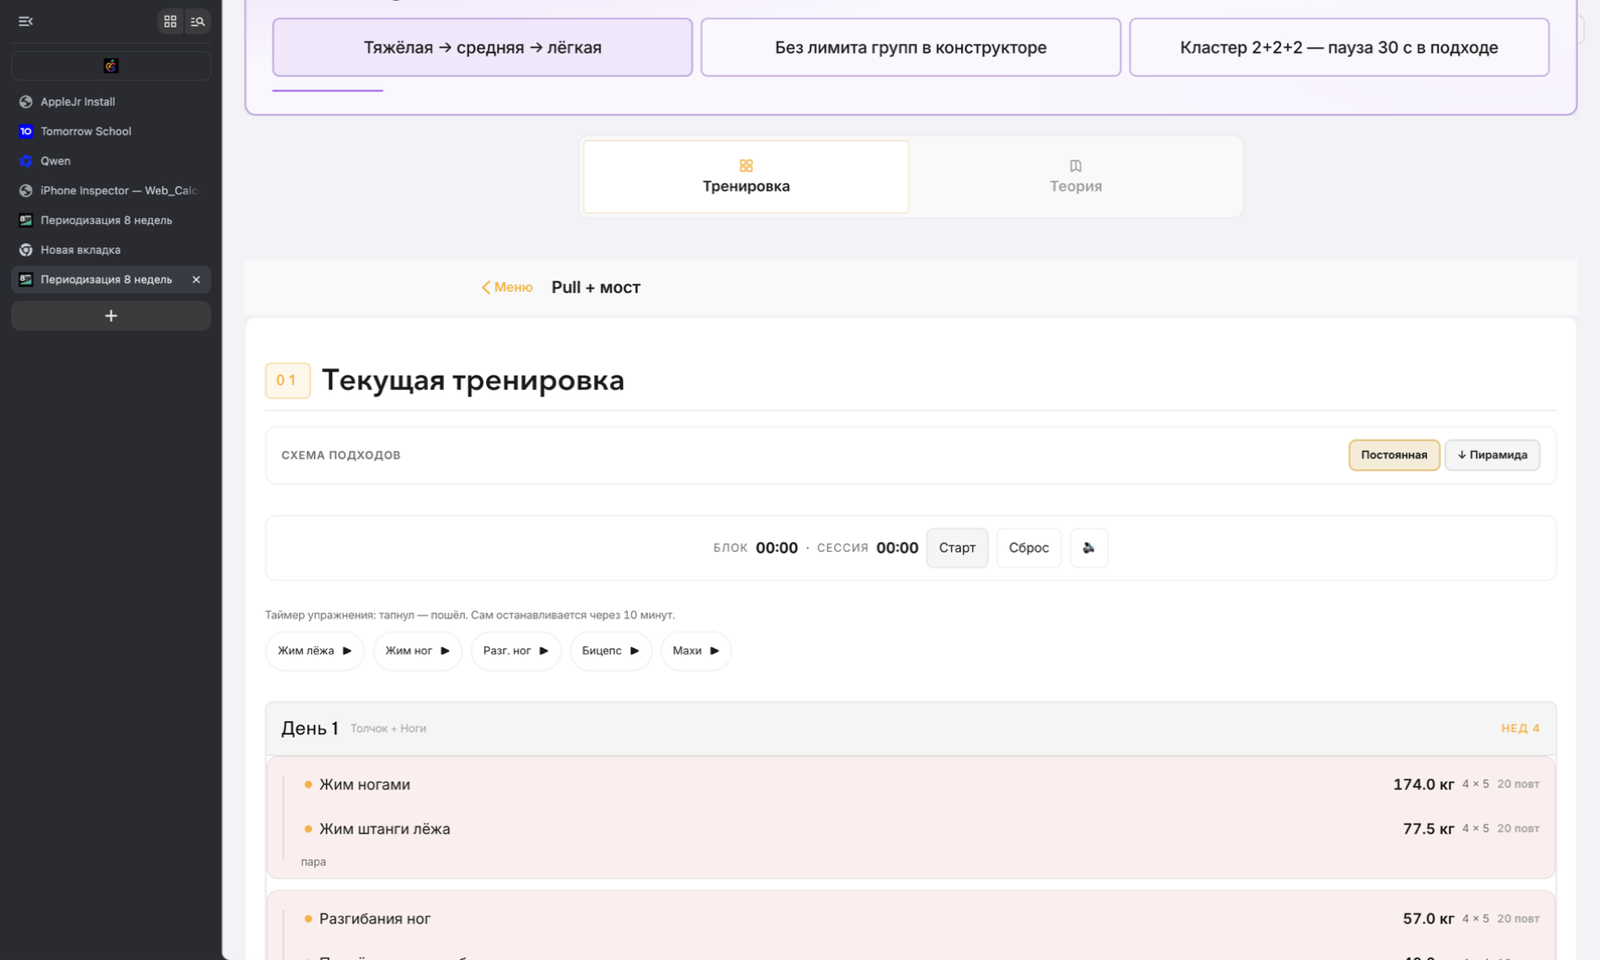 AppleJr Install
Tomorrow School
Qwen
iPhone Inspector — Web_Calc
Периодизация 8 недель
Новая вкладка
Периодизация 8 недель
Тяжёлая → средняя → лёгкая
Без лимита групп в конструкторе
Кластер 2+2+2 — пауза 30 с в подходе
Тренировка
Теория
Меню Pull + мост
01 Текущая тренировка
СХЕМА ПОДХОДОВ Постоянная ↓ Пирамида
БЛОК 00:00 · СЕССИЯ 00:00 Старт Сброс
Таймер упражнения: тапнул — пошёл. Сам останавливается через 10 минут.
Жим лёжа ▶ Жим ног ▶ Разг. ног ▶ Бицепс ▶ Махи ▶
День 1 Толчок + Ноги НЕД 4
Жим ногами 174.0 кг 4 × 5 20 повт
Жим штанги лёжа 77.5 кг 4 × 5 20 повт
пара
Разгибания ног 57.0 кг 4 × 5 20 повт